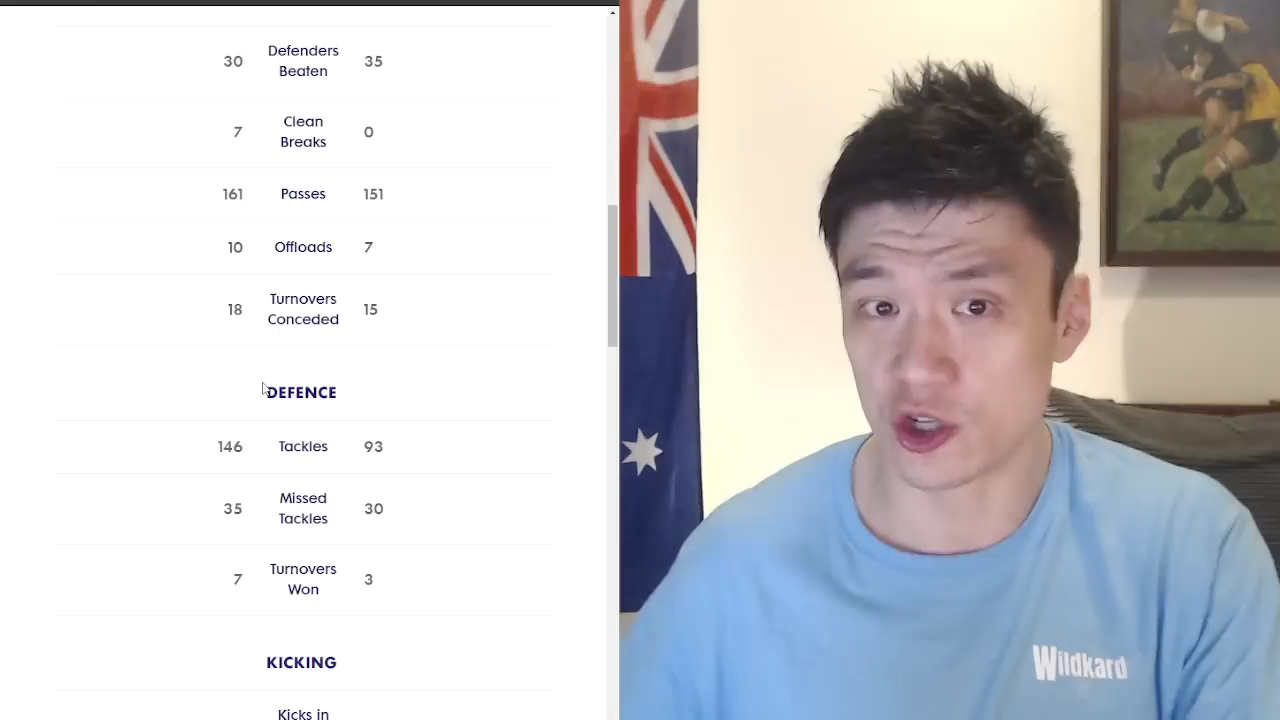 30 Defenders Beaten 35
7 Clean Breaks 0
161 Passes 151
10 Offloads 7
18 Turnovers Conceded 15
DEFENCE
146 Tackles 93
35 Missed Tackles 30
7 Turnovers Won 3
KICKING
Kicks in
Wildkard